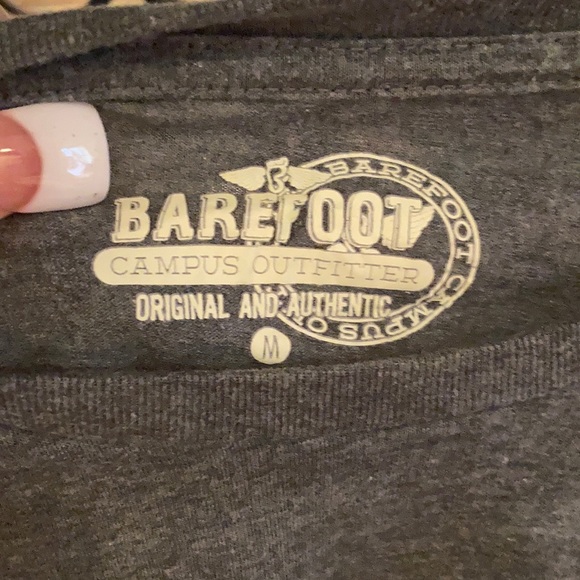 BAREFOOT
CAMPUS OUTFITTER
ORIGINAL AND AUTHENTIC
M
BAREFOOT CAMPUS O